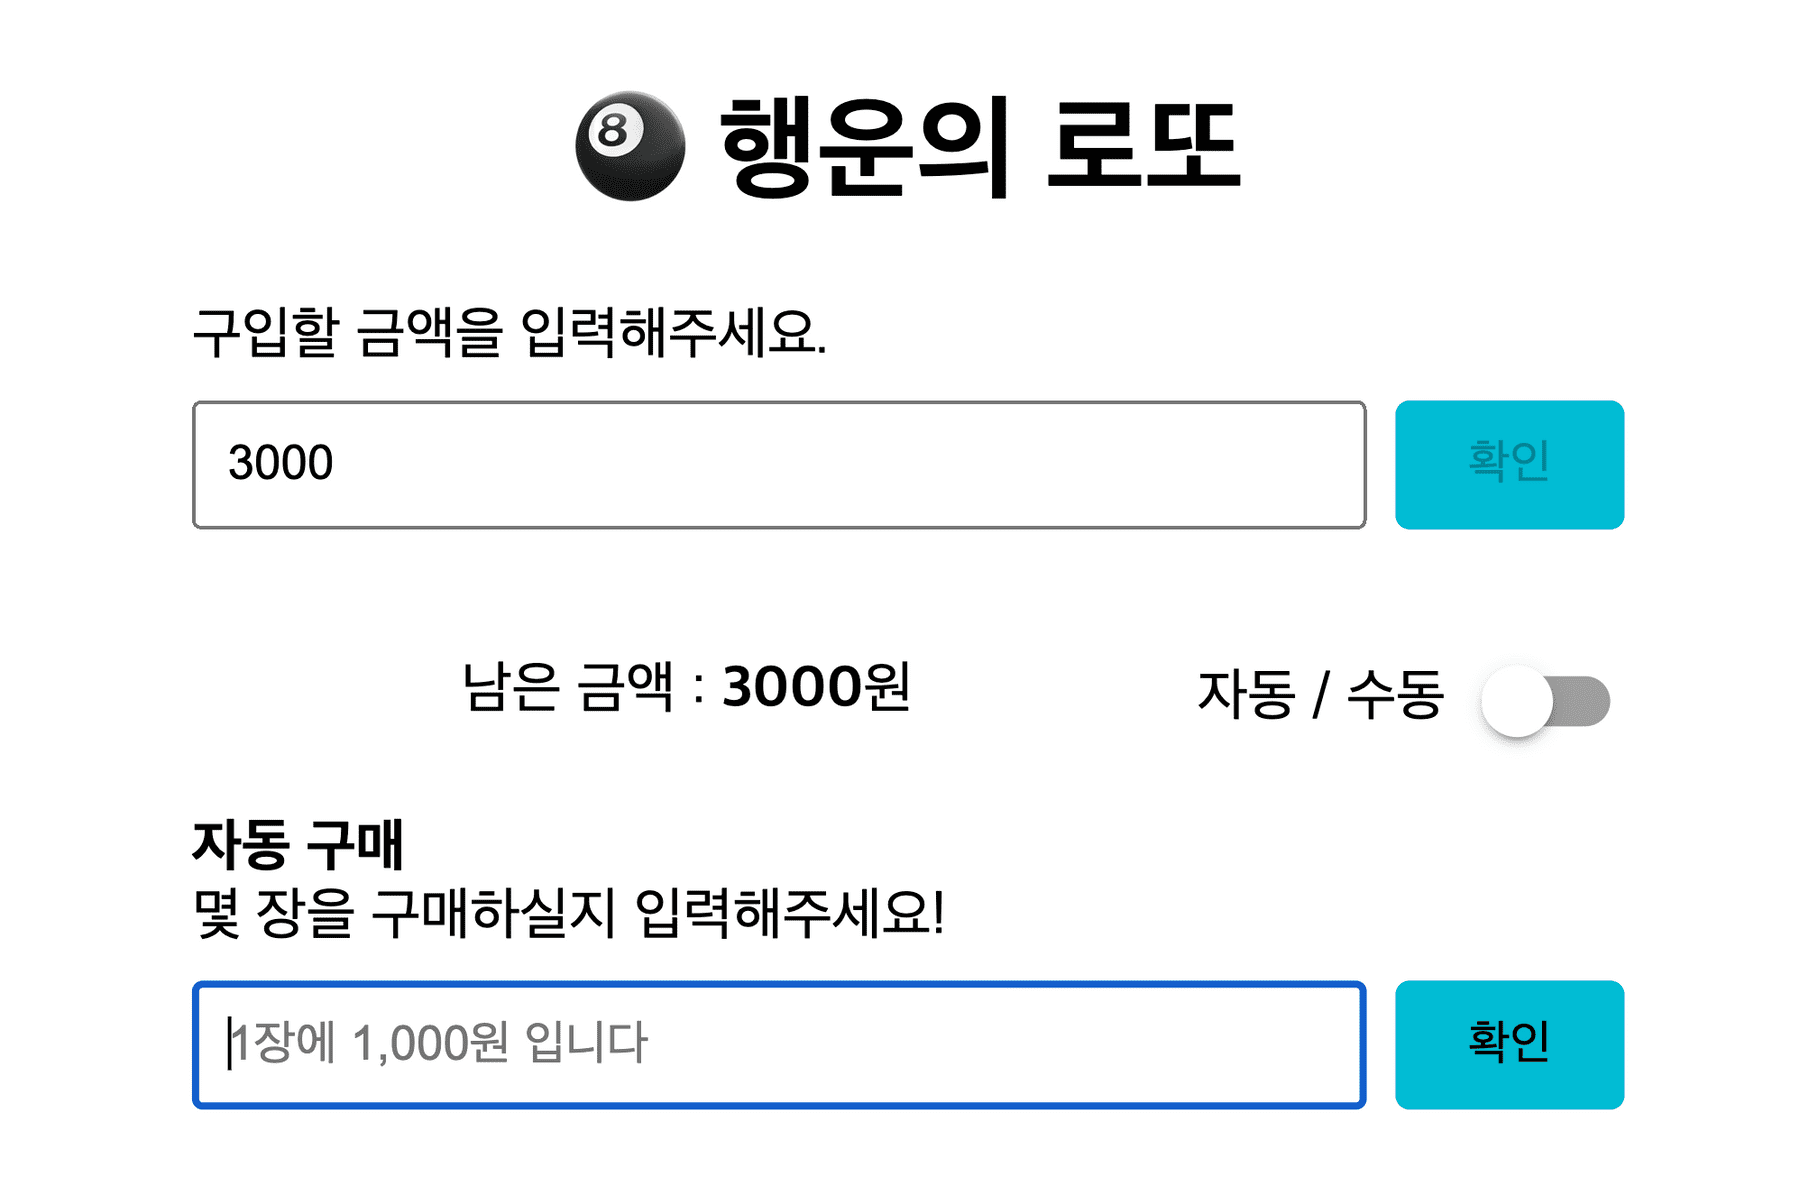 8 행운의 로또
구입할 금액을 입력해주세요.
3000 확인
남은 금액 : 3000원 자동 / 수동
자동 구매
몇 장을 구매하실지 입력해주세요!
1장에 1,000원 입니다 확인